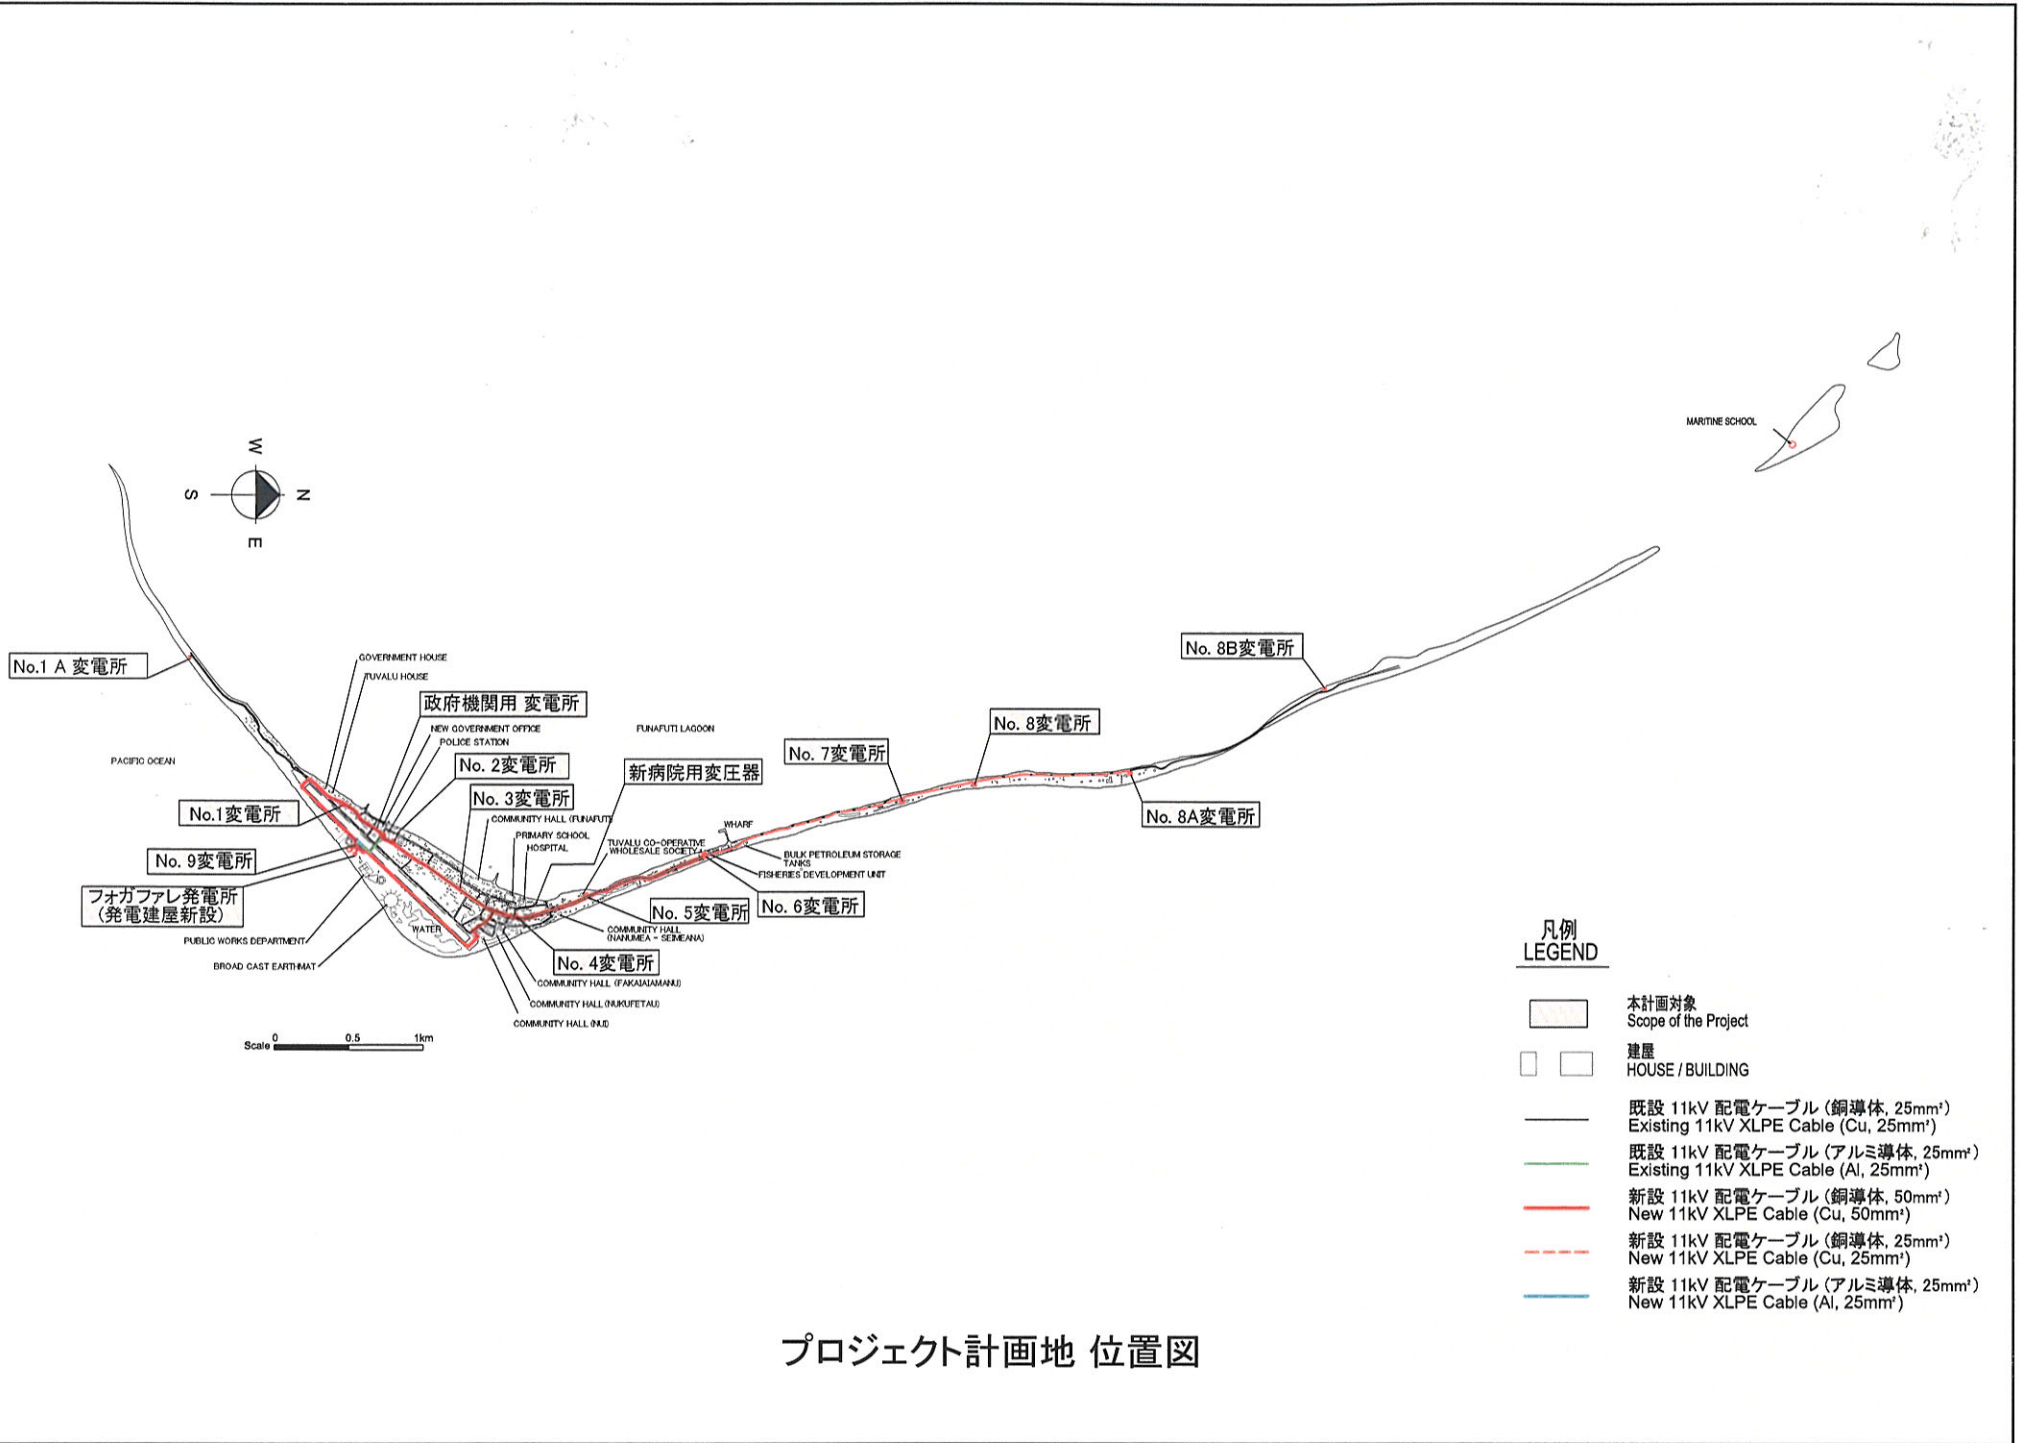 MARITINE SCHOOL
W
S
N
E
No.1 A 変電所
GOVERNMENT HOUSE
TUVALU HOUSE
政府機関用 変電所
NEW GOVERNMENT OFFICE
POLICE STATION
FUNAFUTI LAGOON
PACIFIC OCEAN
No. 2変電所
新病院用変圧器
No. 7変電所
No. 8変電所
No. 8B変電所
No. 8A変電所
No.1変電所
No. 3変電所
COMMUNITY HALL (FUNAFUTI)
PRIMARY SCHOOL
HOSPITAL
TUVALU CO-OPERATIVE
WHOLESALE SOCIETY
WHARF
BULK PETROLEUM STORAGE
TANKS
FISHERIES DEVELOPMENT UNIT
No. 9変電所
フォガファレ発電所
(発電建屋新設)
No. 5変電所
No. 6変電所
PUBLIC WORKS DEPARTMENT
WATER
COMMUNITY HALL
(NANUMEA - SEIMEANA)
BROAD CAST EARTHMAT
No. 4変電所
COMMUNITY HALL (FAKAIAIAMANU)
COMMUNITY HALL (NUKUFETAU)
COMMUNITY HALL (NUI)
Scale 0 0.5 1km
凡例
LEGEND
本計画対象
Scope of the Project
建屋
HOUSE / BUILDING
既設 11kV 配電ケーブル (銅導体, 25mm²)
Existing 11kV XLPE Cable (Cu, 25mm²)
既設 11kV 配電ケーブル (アルミ導体, 25mm²)
Existing 11kV XLPE Cable (Al, 25mm²)
新設 11kV 配電ケーブル (銅導体, 50mm²)
New 11kV XLPE Cable (Cu, 50mm²)
新設 11kV 配電ケーブル (銅導体, 25mm²)
New 11kV XLPE Cable (Cu, 25mm²)
新設 11kV 配電ケーブル (アルミ導体, 25mm²)
New 11kV XLPE Cable (Al, 25mm²)
プロジェクト計画地 位置図